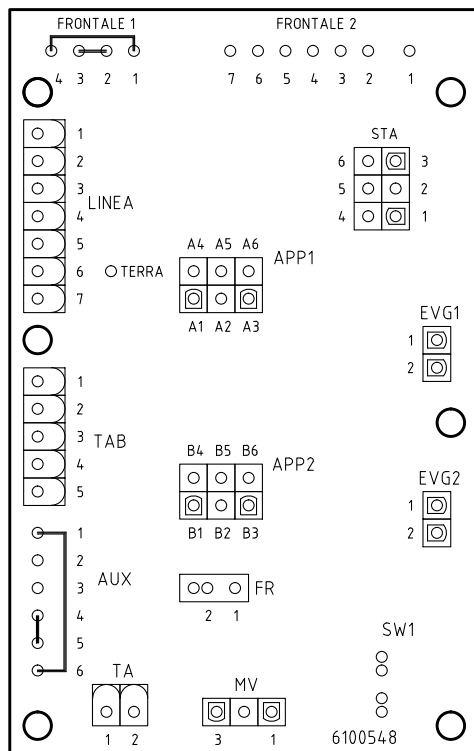 FRONTALE 1 FRONTALE 2
4 3 2 1 7 6 5 4 3 2 1
STA
1
2
3
4
5
6
7
LINEA
TERRA
6 3
5 2
4 1
A4 A5 A6
APP1
A1 A2 A3
EVG1
1
2
1
2
3
4
5
TAB
B4 B5 B6
APP2
B1 B2 B3
EVG2
1
2
1
2
3
4
5
6
AUX
FR
2 1
SW1
TA
1 2
MV
3 1
6100548